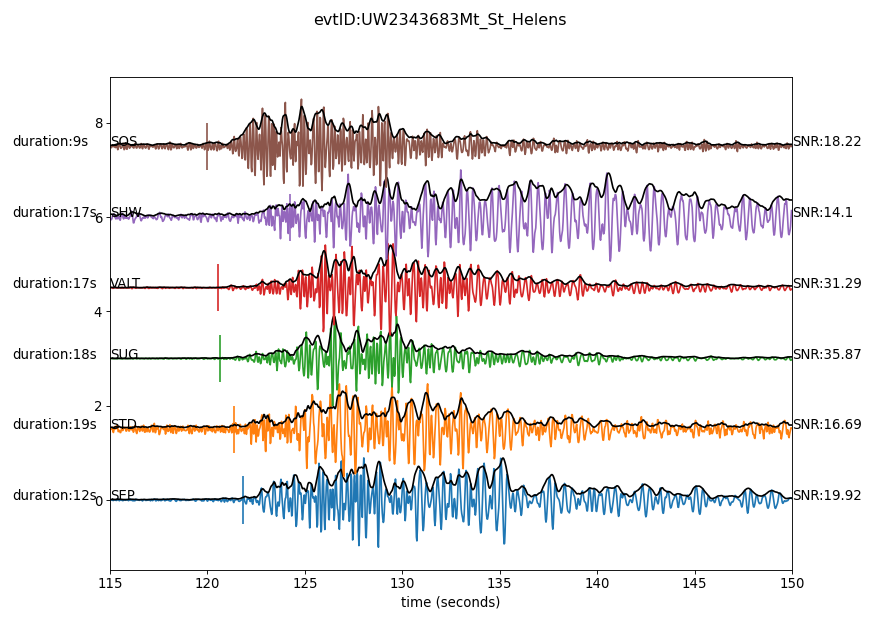 evtID:UW2343683Mt_St_Helens
8
duration:9s SOS SNR:18.22
duration:17s SHW SNR:14.1
6
duration:17s VALT SNR:31.29
4
duration:18s SUG SNR:35.87
2
duration:19s STD SNR:16.69
duration:12s SEP SNR:19.92
0
115 120 125 130 135 140 145 150
time (seconds)